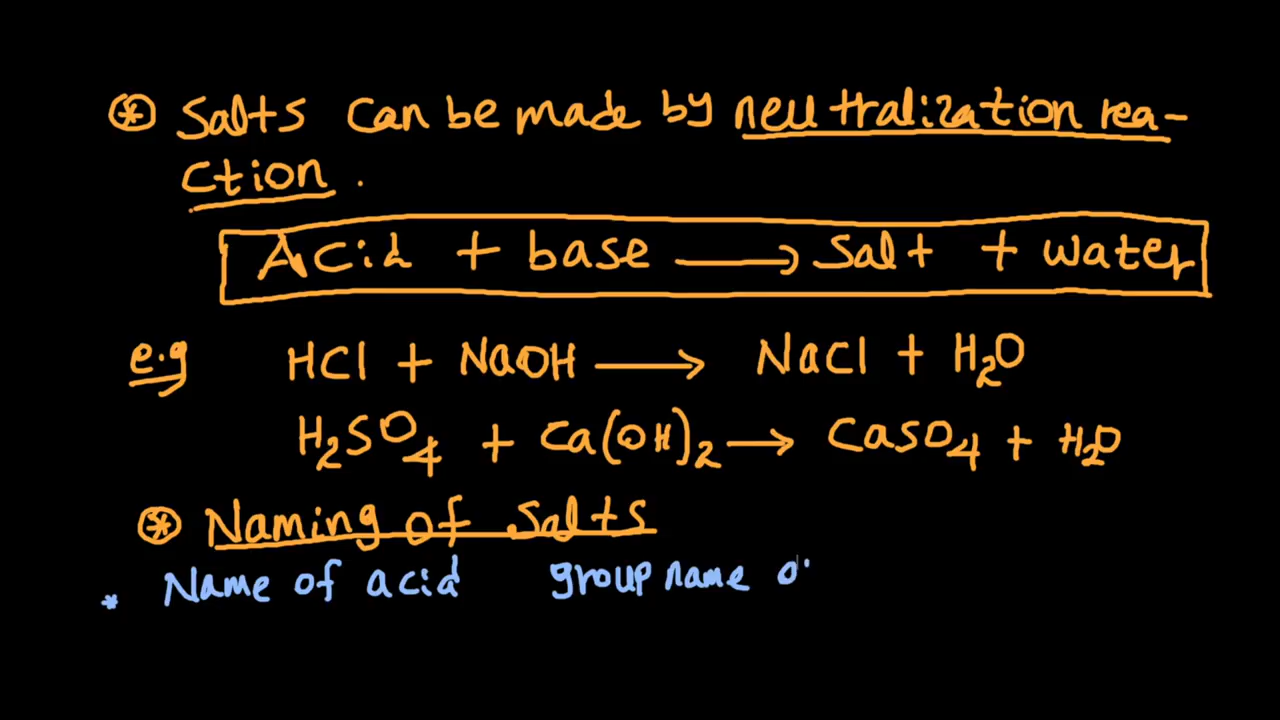 * Salts can be made by neutralization rea-
ction.
Acid + base → salt + water
e.g HCl + NaOH → NaCl + H₂O
H₂SO₄ + Ca(OH)₂ → CaSO₄ + H₂O
* Naming of salts
* Name of acid group name o